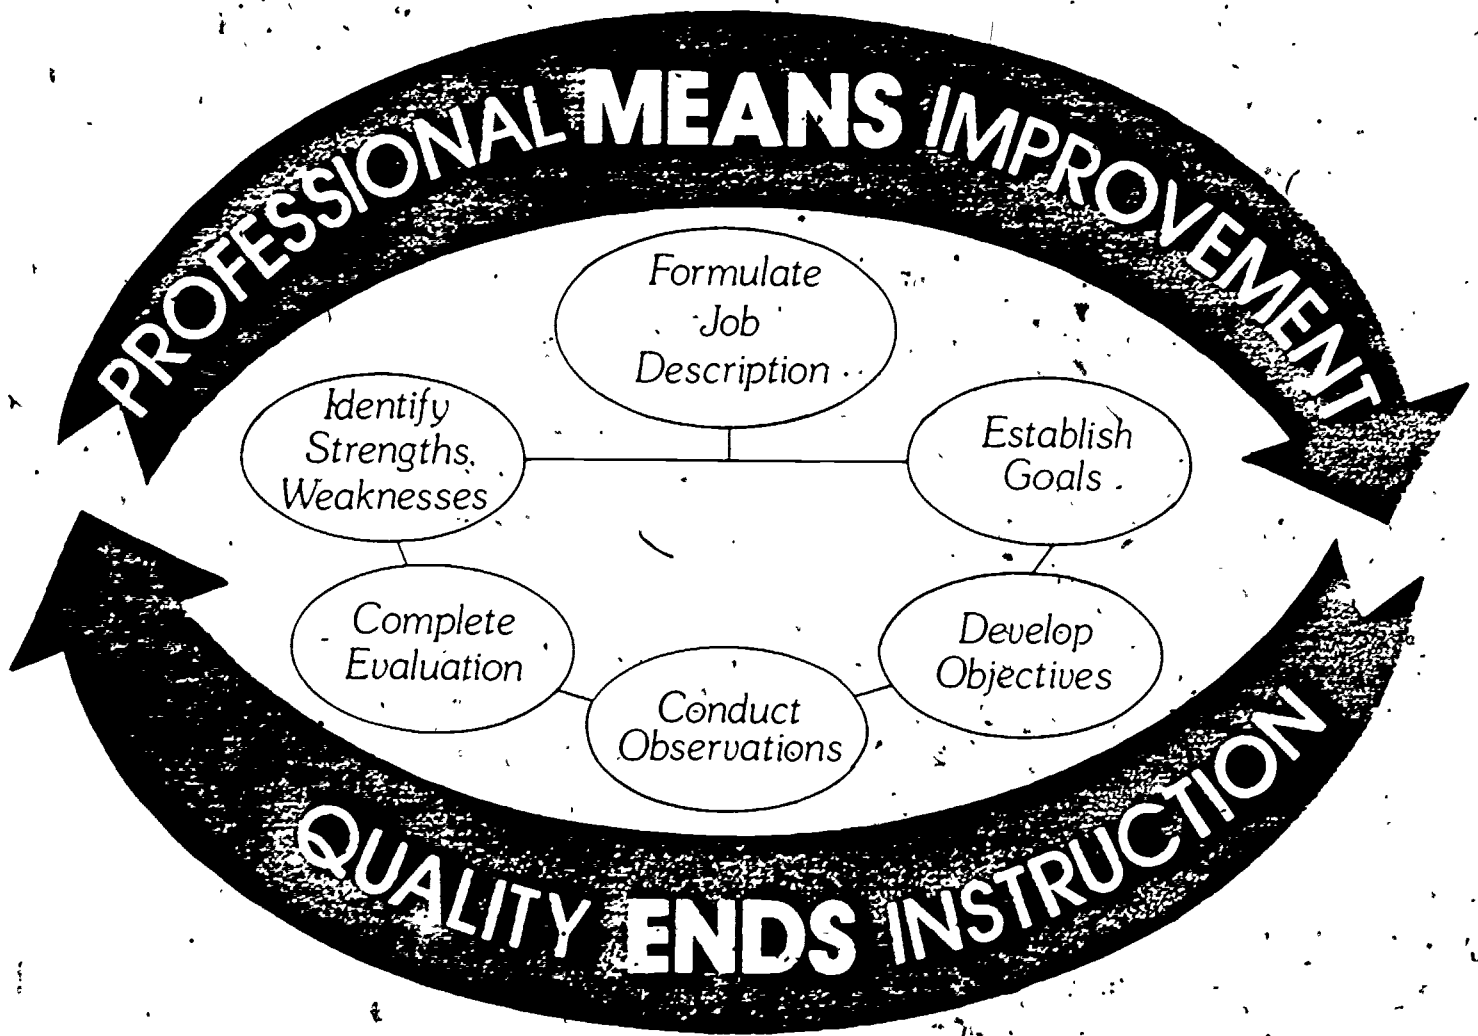 PROFESSIONAL MEANS IMPROVEMENT
Formulate
Job
Description
Identify
Strengths,
Weaknesses
Establish
Goals
Complete
Evaluation
Develop
Objectives
Conduct
Observations
QUALITY ENDS INSTRUCTION